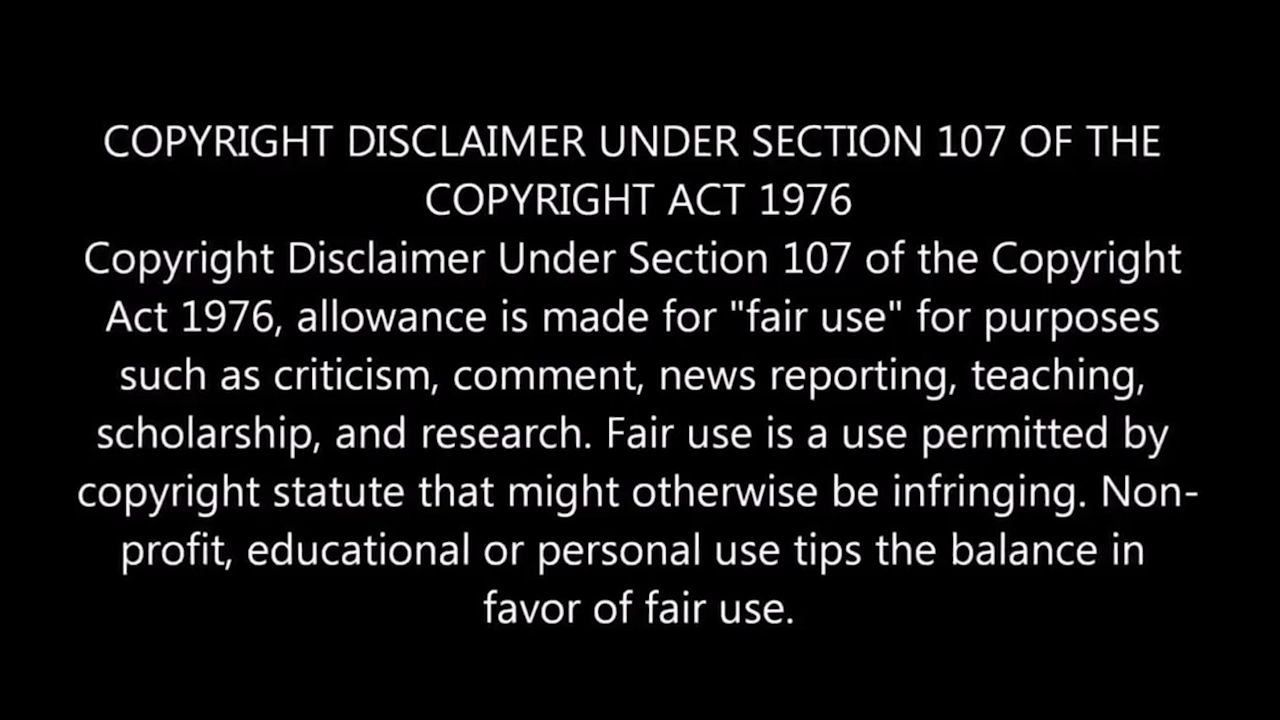 COPYRIGHT DISCLAIMER UNDER SECTION 107 OF THE
COPYRIGHT ACT 1976
Copyright Disclaimer Under Section 107 of the Copyright
Act 1976, allowance is made for "fair use" for purposes
such as criticism, comment, news reporting, teaching,
scholarship, and research. Fair use is a use permitted by
copyright statute that might otherwise be infringing. Non-
profit, educational or personal use tips the balance in
favor of fair use.